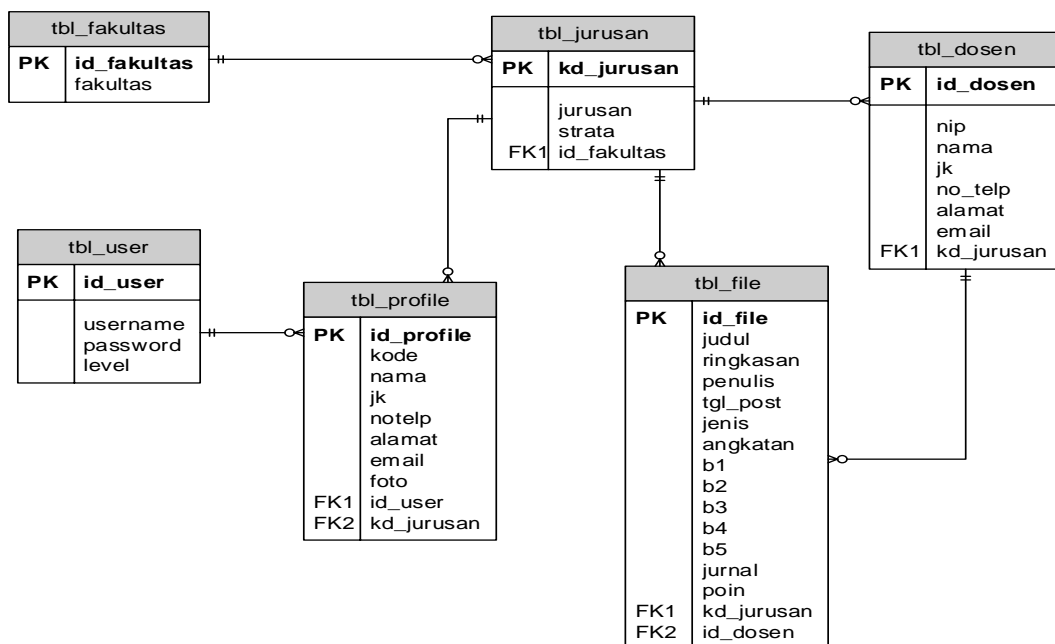 tbl_fakultas
PK id_fakultas
fakultas
tbl_jurusan
PK kd_jurusan
jurusan
strata
FK1 id_fakultas
tbl_dosen
PK id_dosen
nip
nama
jk
no_telp
alamat
email
FK1 kd_jurusan
tbl_user
PK id_user
username
password
level
tbl_profile
PK id_profile
kode
nama
jk
notelp
alamat
email
foto
FK1 id_user
FK2 kd_jurusan
tbl_file
PK id_file
judul
ringkasan
penulis
tgl_post
jenis
angkatan
b1
b2
b3
b4
b5
jurnal
poin
FK1 kd_jurusan
FK2 id_dosen